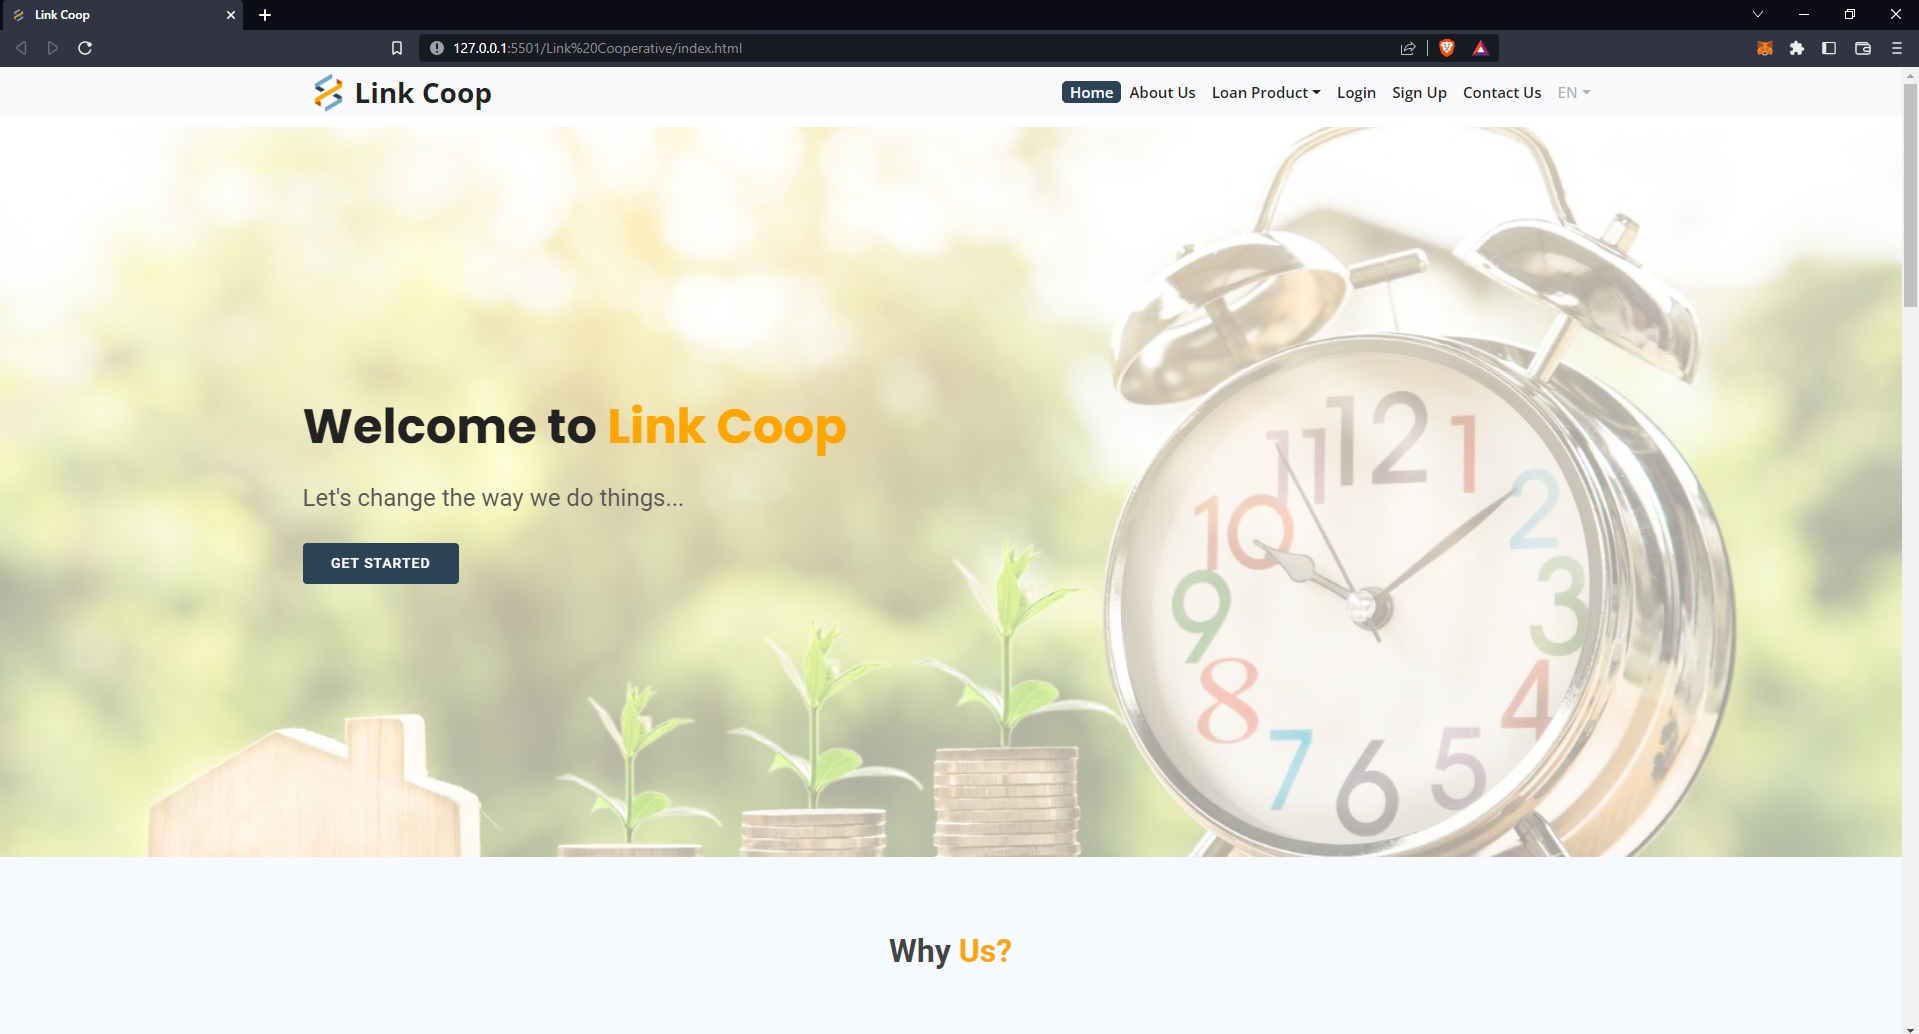 Link Coop
127.0.0.1:5501/Link%20Cooperative/index.html
Link Coop
Home About Us Loan Product Login Sign Up Contact Us EN
Welcome to Link Coop
Let's change the way we do things...
GET STARTED
12
11
1
10
2
9
3
8
4
7
6
5
Why Us?